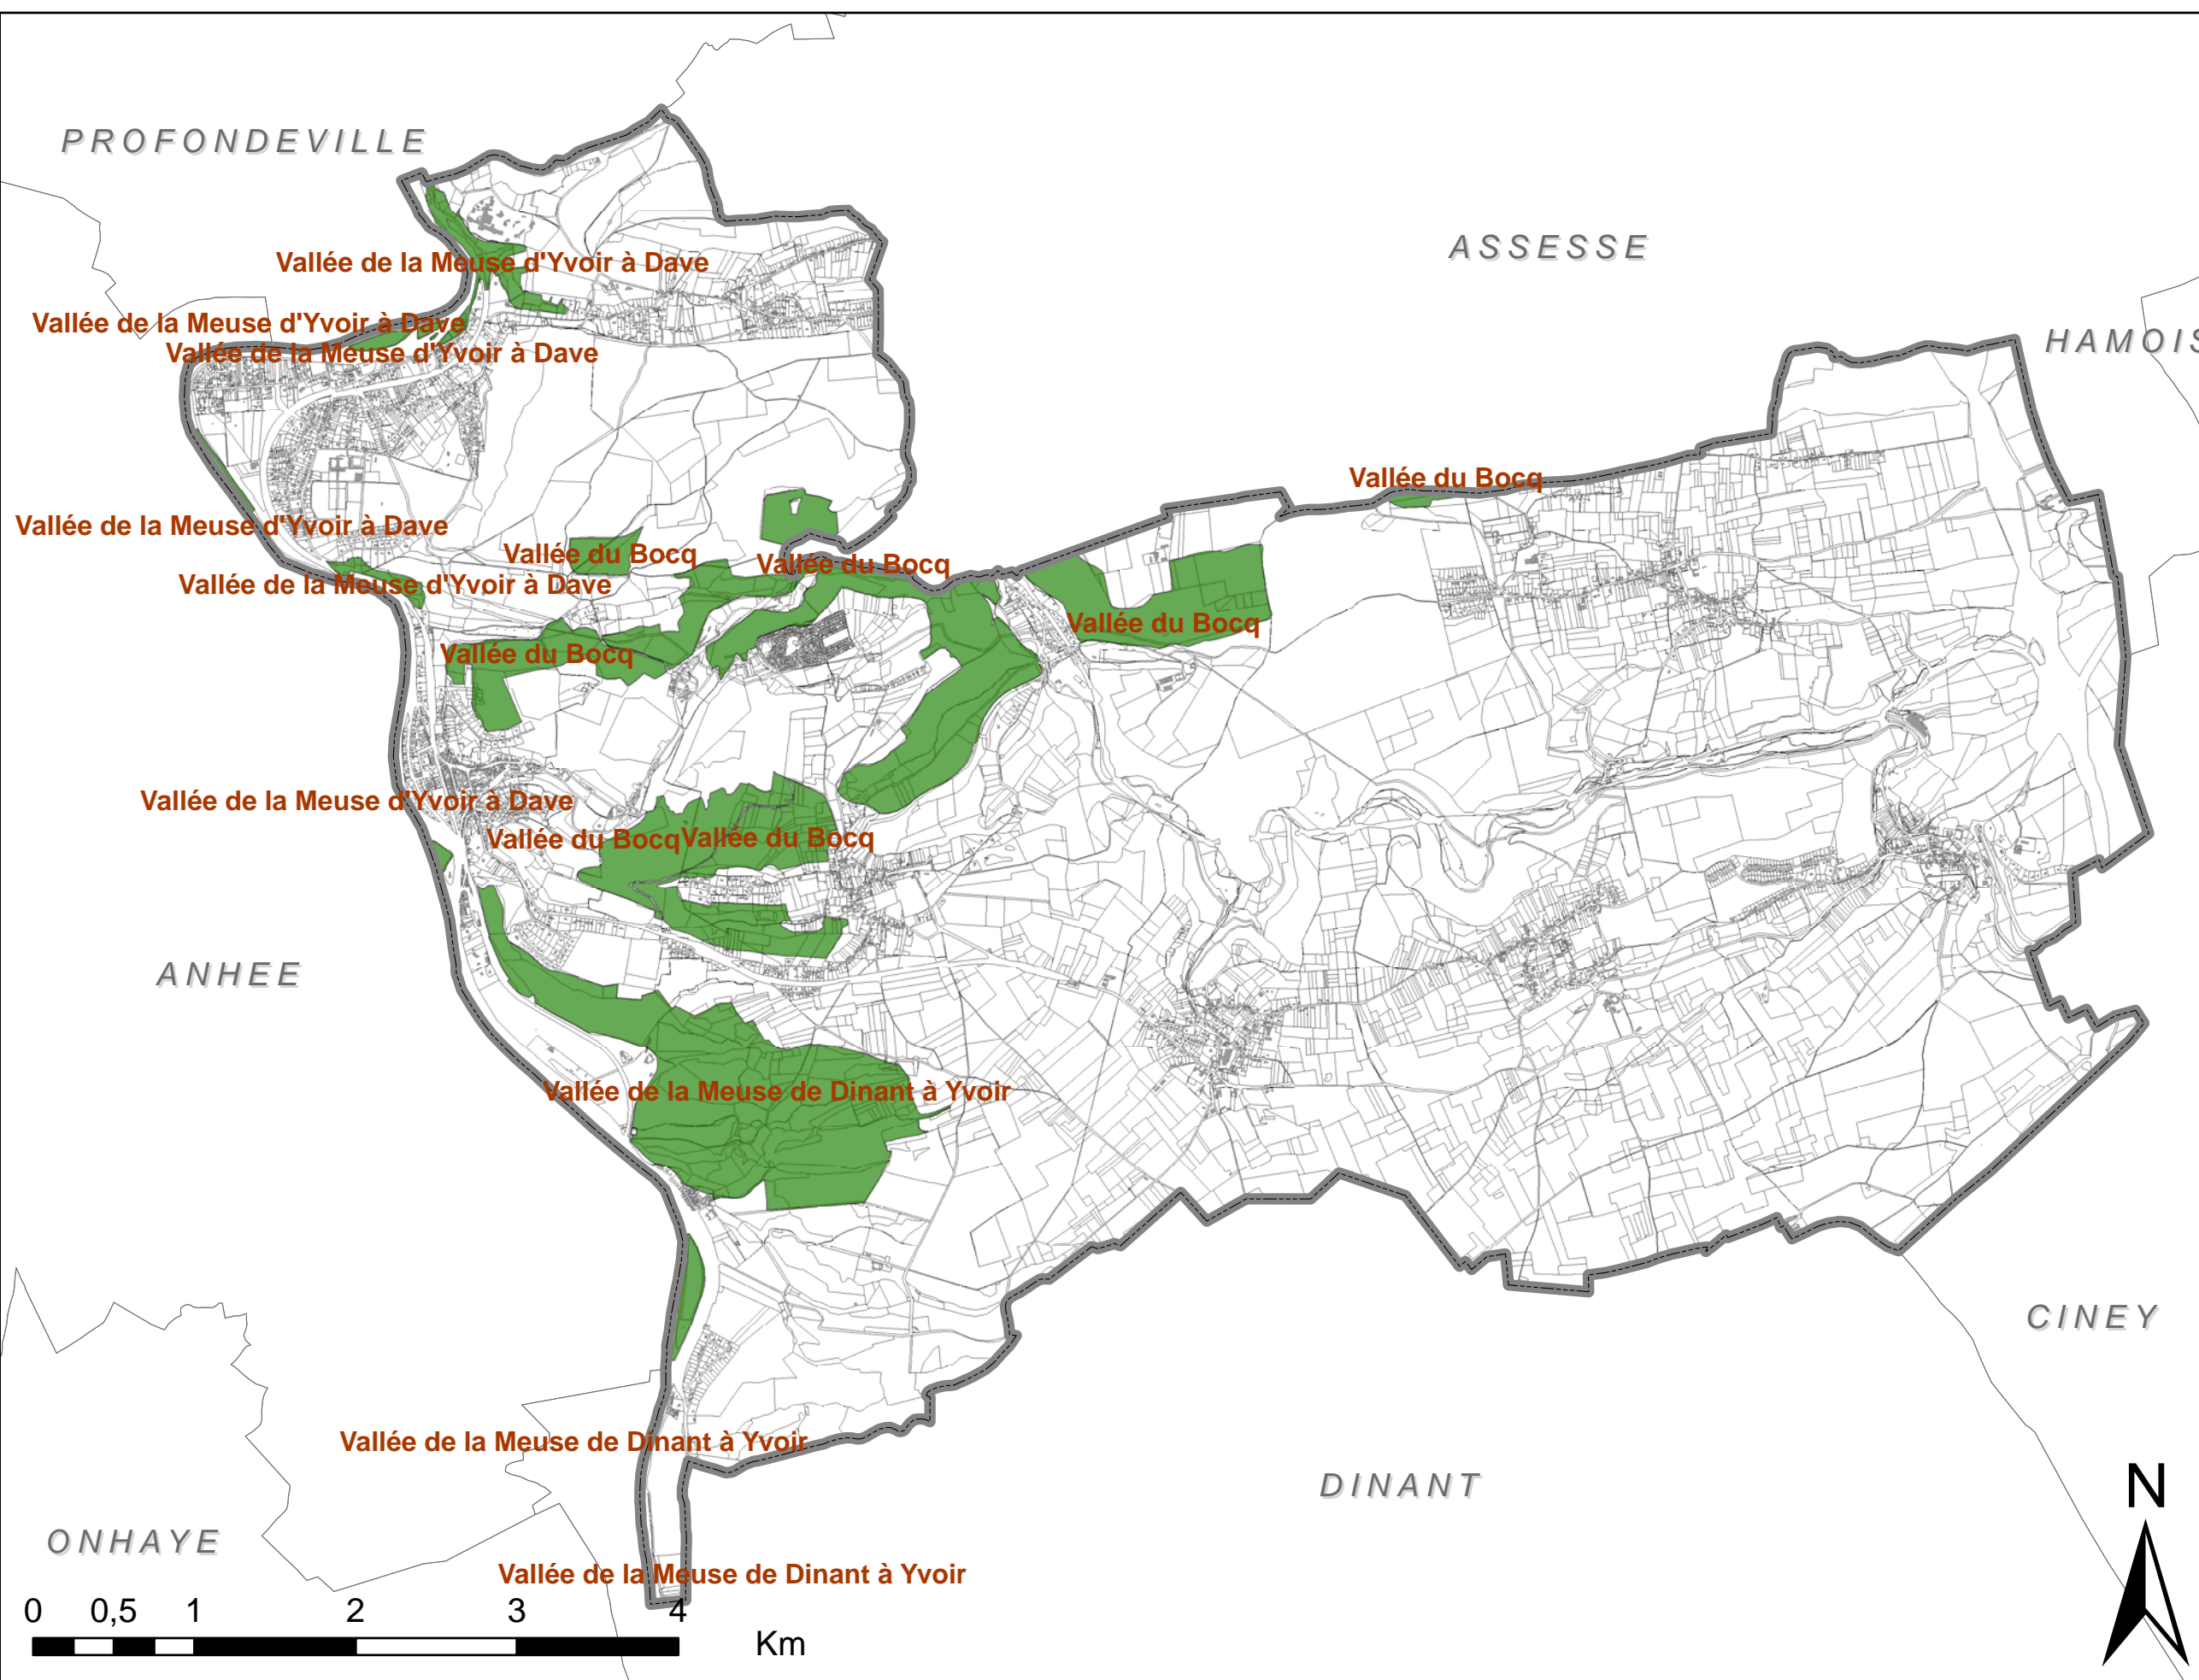 PROFONDEVILLE
ASSESSE
Vallée de la Meuse d'Yvoir à Dave
Vallée de la Meuse d'Yvoir à Dave
HAMOIS
Vallée de la Meuse d'Yvoir à Dave
Vallée du Bocq
Vallée de la Meuse d'Yvoir à Dave
Vallée du Bocq
Vallée du Bocq
Vallée de la Meuse d'Yvoir à Dave
Vallée du Bocq
Vallée du Bocq
Vallée de la Meuse d'Yvoir à Dave
Vallée du Bocq
Vallée du Bocq
ANHEE
Vallée de la Meuse de Dinant à Yvoir
CINEY
Vallée de la Meuse de Dinant à Yvoir
DINANT
N
ONHAYE
Vallée de la Meuse de Dinant à Yvoir
0 0,5 1 2 3 4
Km